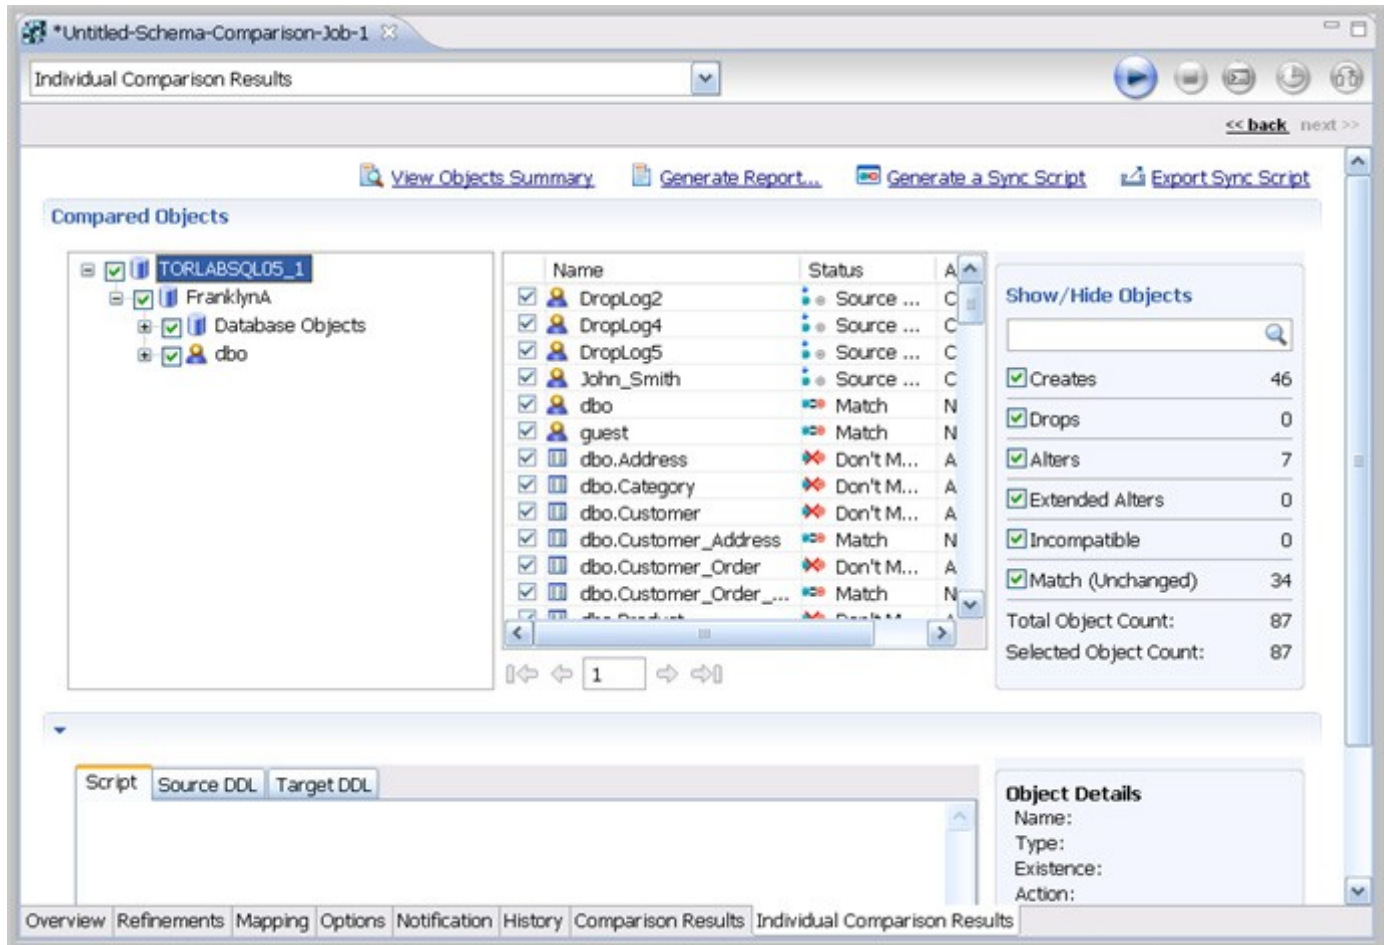 *Untitled-Schema-Comparison-Job-1
Individual Comparison Results
<< back next >>
View Objects Summary Generate Report... Generate a Sync Script Export Sync Script
Compared Objects
TORLABSQL05_1
FranklynA
Database Objects
dbo
Name Status A
DropLog2 Source ... C
DropLog4 Source ... C
DropLog5 Source ... C
John_Smith Source ... C
dbo Match N
guest Match N
dbo.Address Don't M... A
dbo.Category Don't M... A
dbo.Customer Don't M... A
dbo.Customer_Address Match N
dbo.Customer_Order Don't M... A
dbo.Customer_Order_... Match N
dbo.Product Don't M... A
1
Show/Hide Objects
Creates 46
Drops 0
Alters 7
Extended Alters 0
Incompatible 0
Match (Unchanged) 34
Total Object Count: 87
Selected Object Count: 87
Script Source DDL Target DDL
Object Details
Name:
Type:
Existence:
Action:
Overview Refinements Mapping Options Notification History Comparison Results Individual Comparison Results